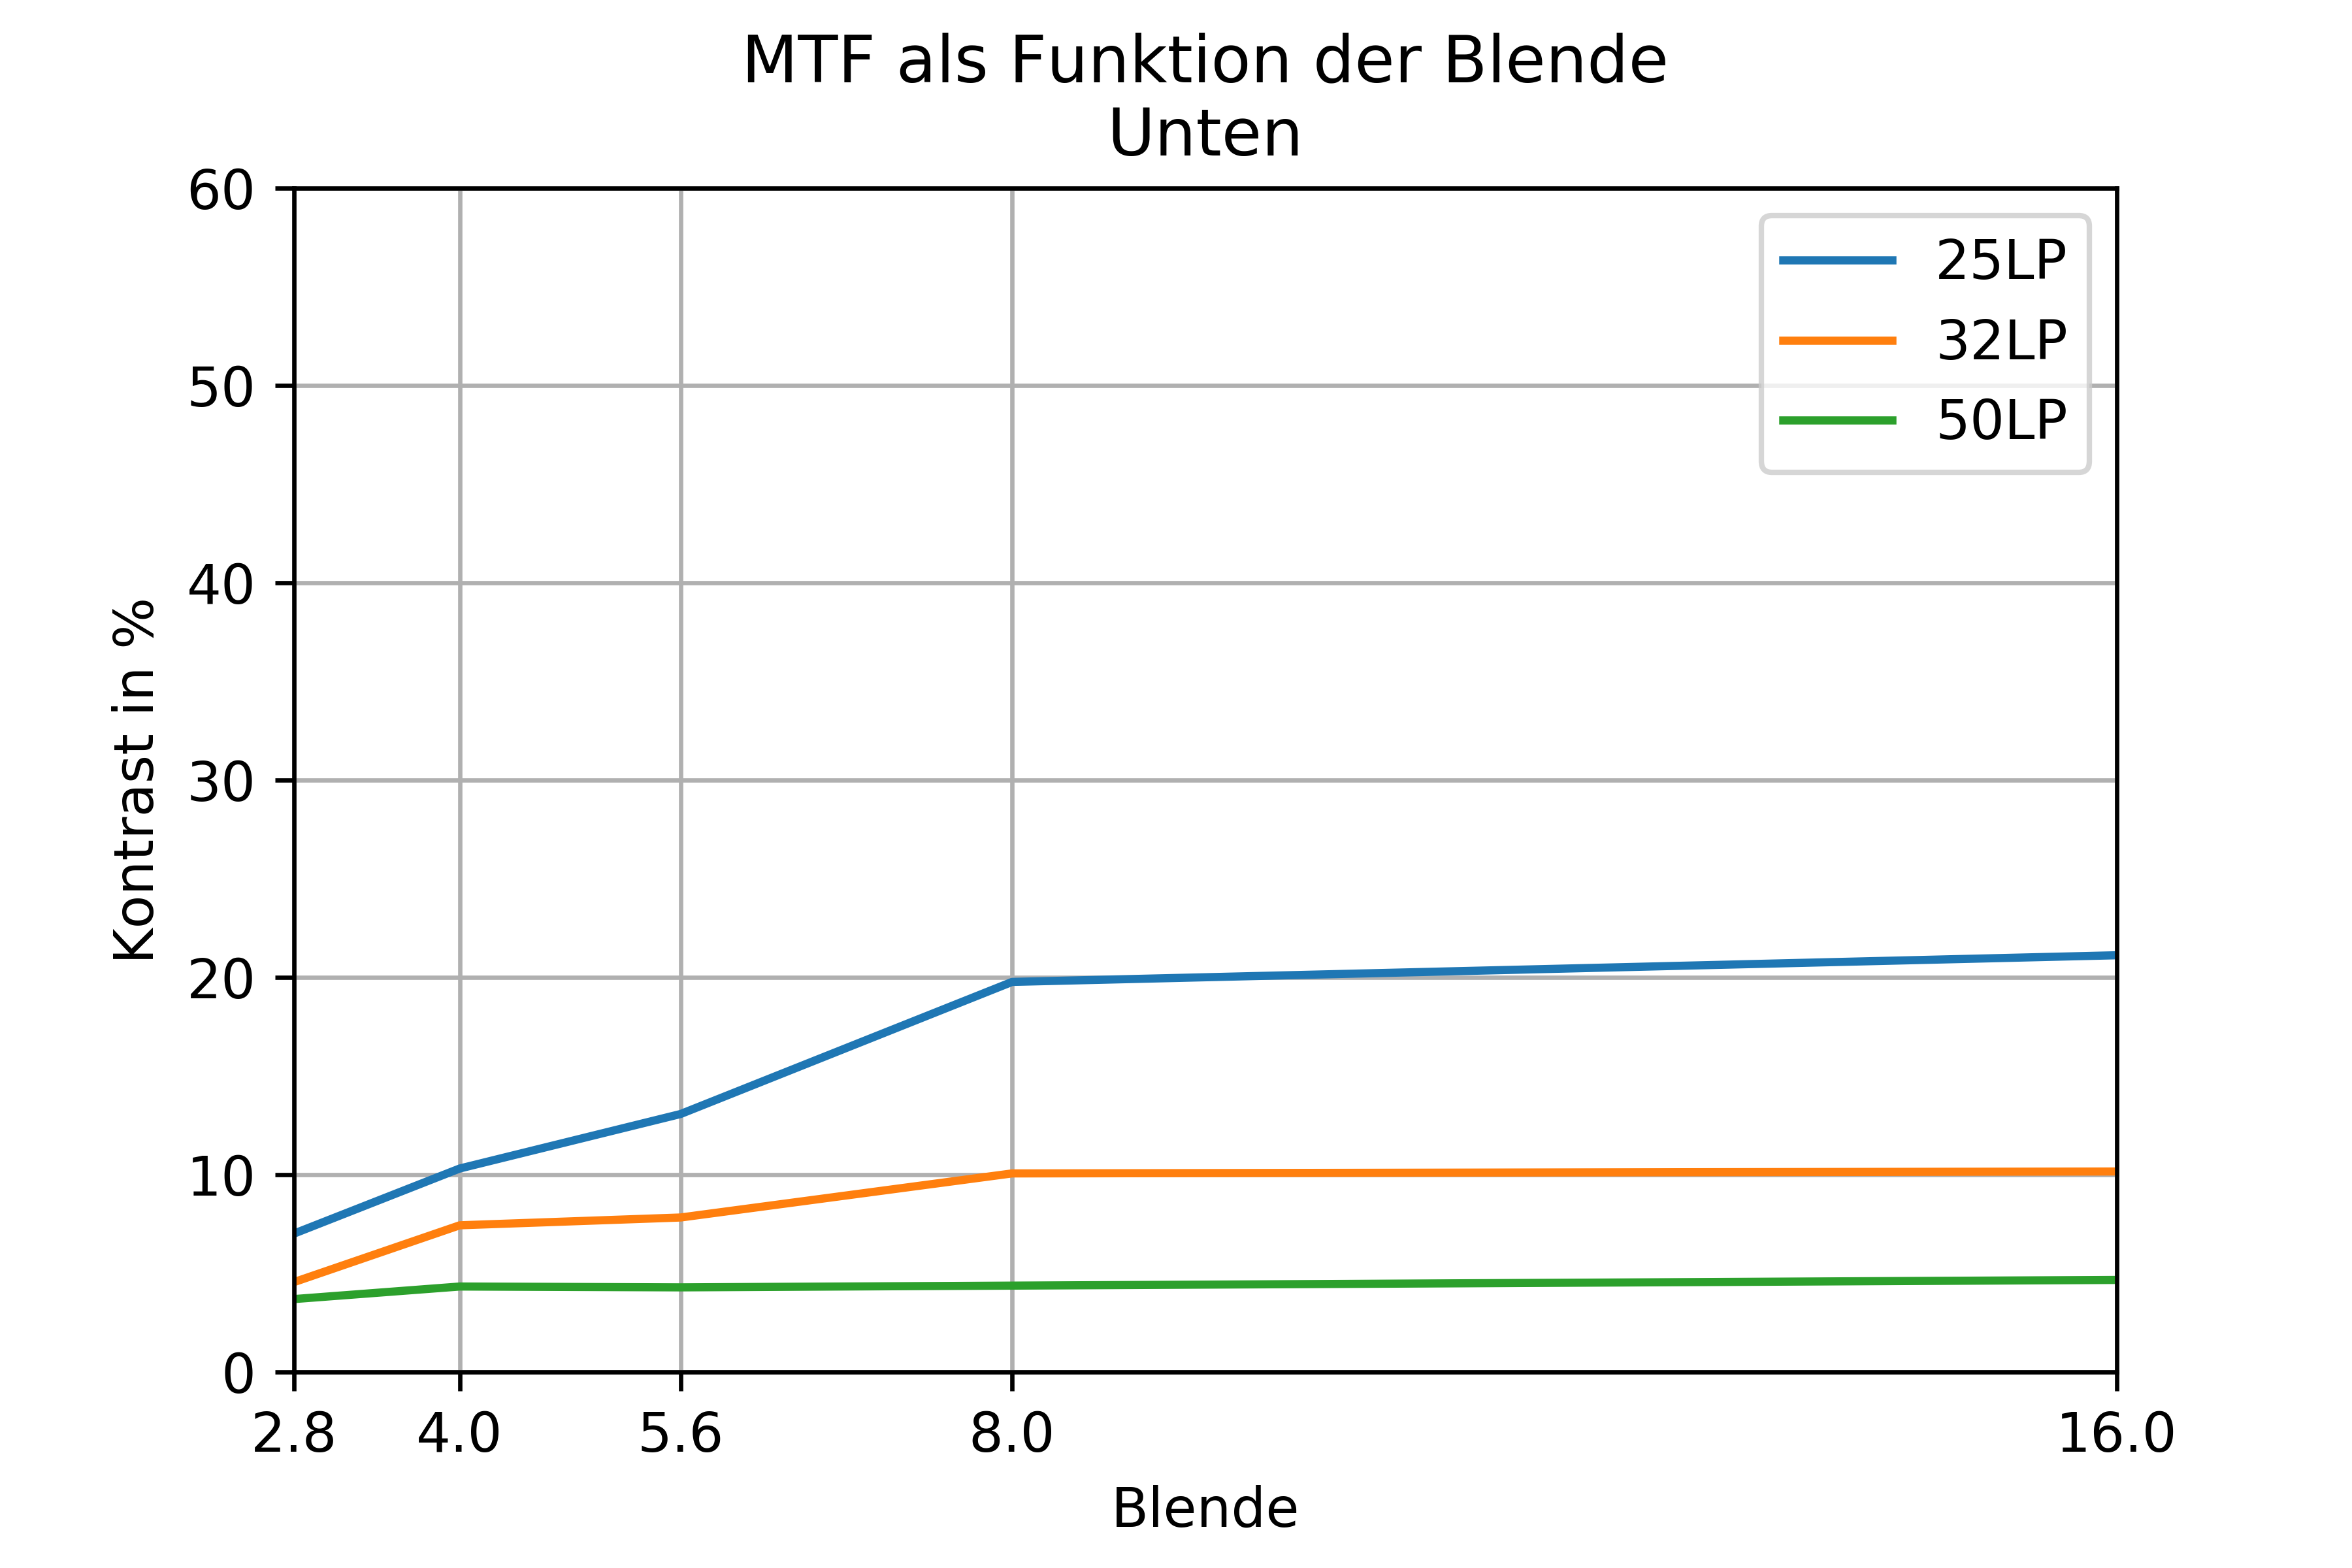 MTF als Funktion der Blende
Unten
60
50
40
30
20
10
0
Kontrast in %
25LP
32LP
50LP
2.8 4.0 5.6 8.0 16.0
Blende